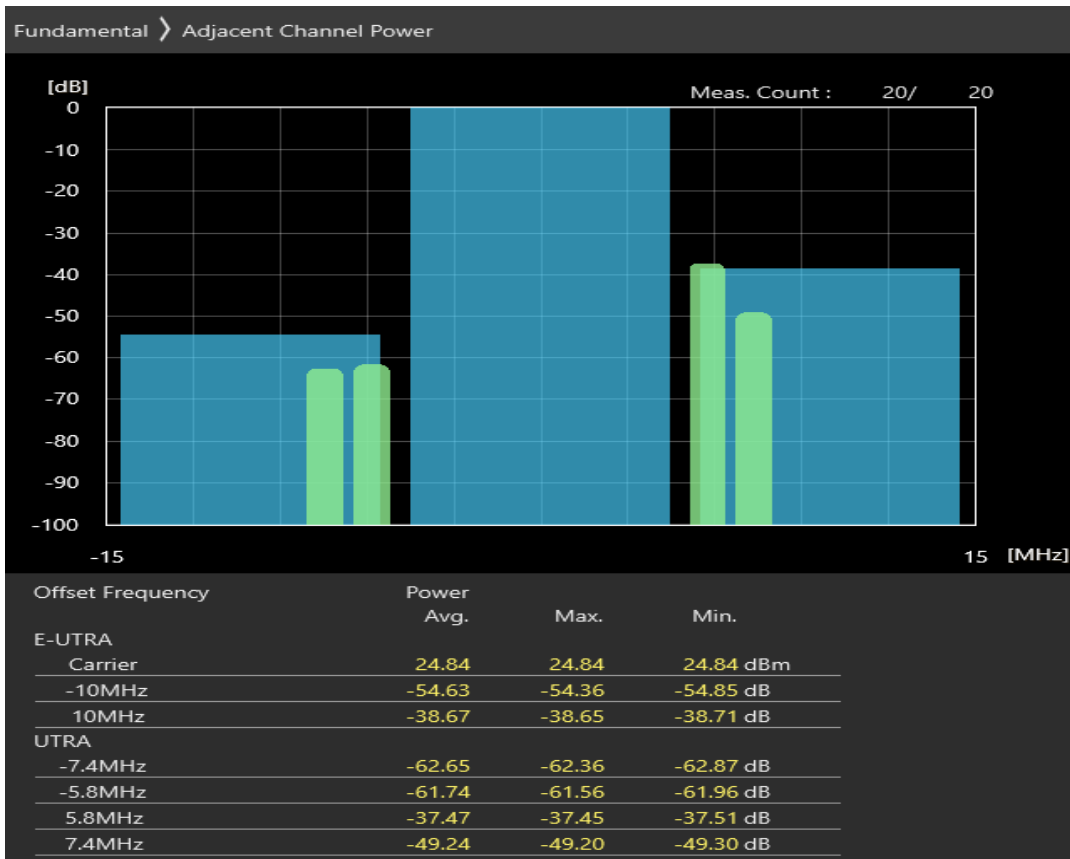 Fundamental 〉 Adjacent Channel Power
[dB]
Meas. Count : 20/ 20
0
-10
-20
-30
-40
-50
-60
-70
-80
-90
-100
-15 15 [MHz]
Offset Frequency Power
Avg. Max. Min.
E-UTRA
Carrier 24.84 24.84 24.84 dBm
-10MHz -54.63 -54.36 -54.85 dB
10MHz -38.67 -38.65 -38.71 dB
UTRA
-7.4MHz -62.65 -62.36 -62.87 dB
-5.8MHz -61.74 -61.56 -61.96 dB
5.8MHz -37.47 -37.45 -37.51 dB
7.4MHz -49.24 -49.20 -49.30 dB